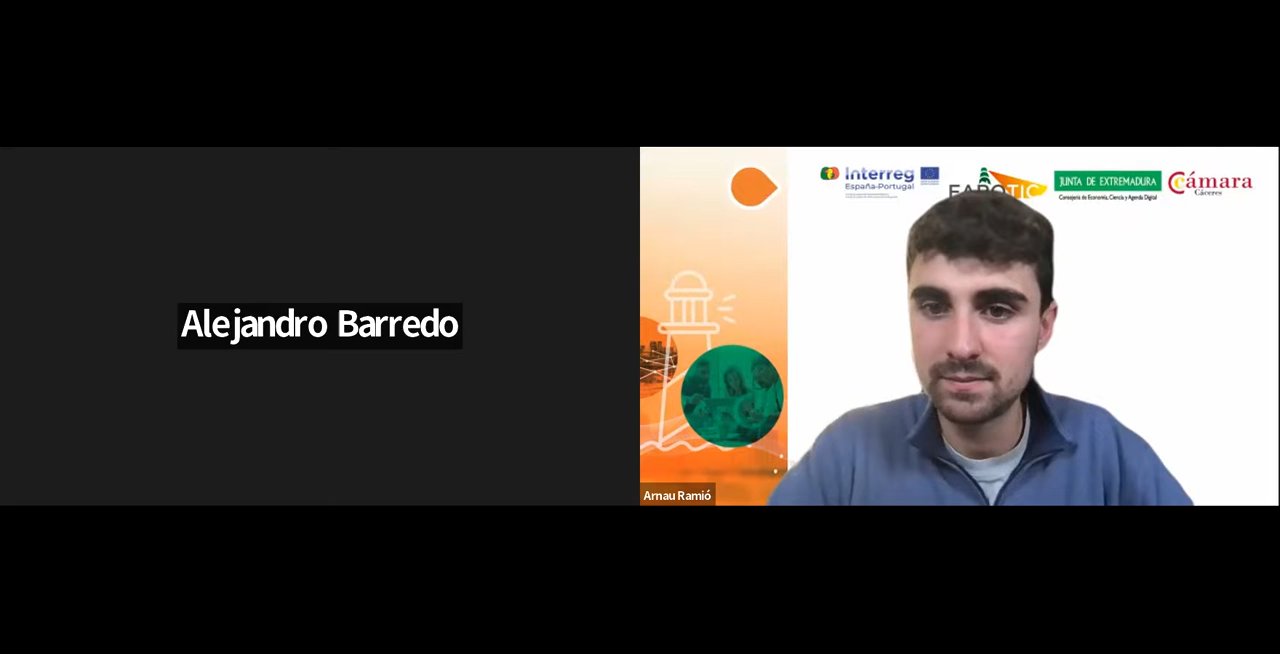 Alejandro Barredo
Interreg
España-Portugal
JUNTA DE EXTREMADURA
Consejería de Economía, Ciencia y Agenda Digital
Cámara
Cáceres
Arnau Ramió